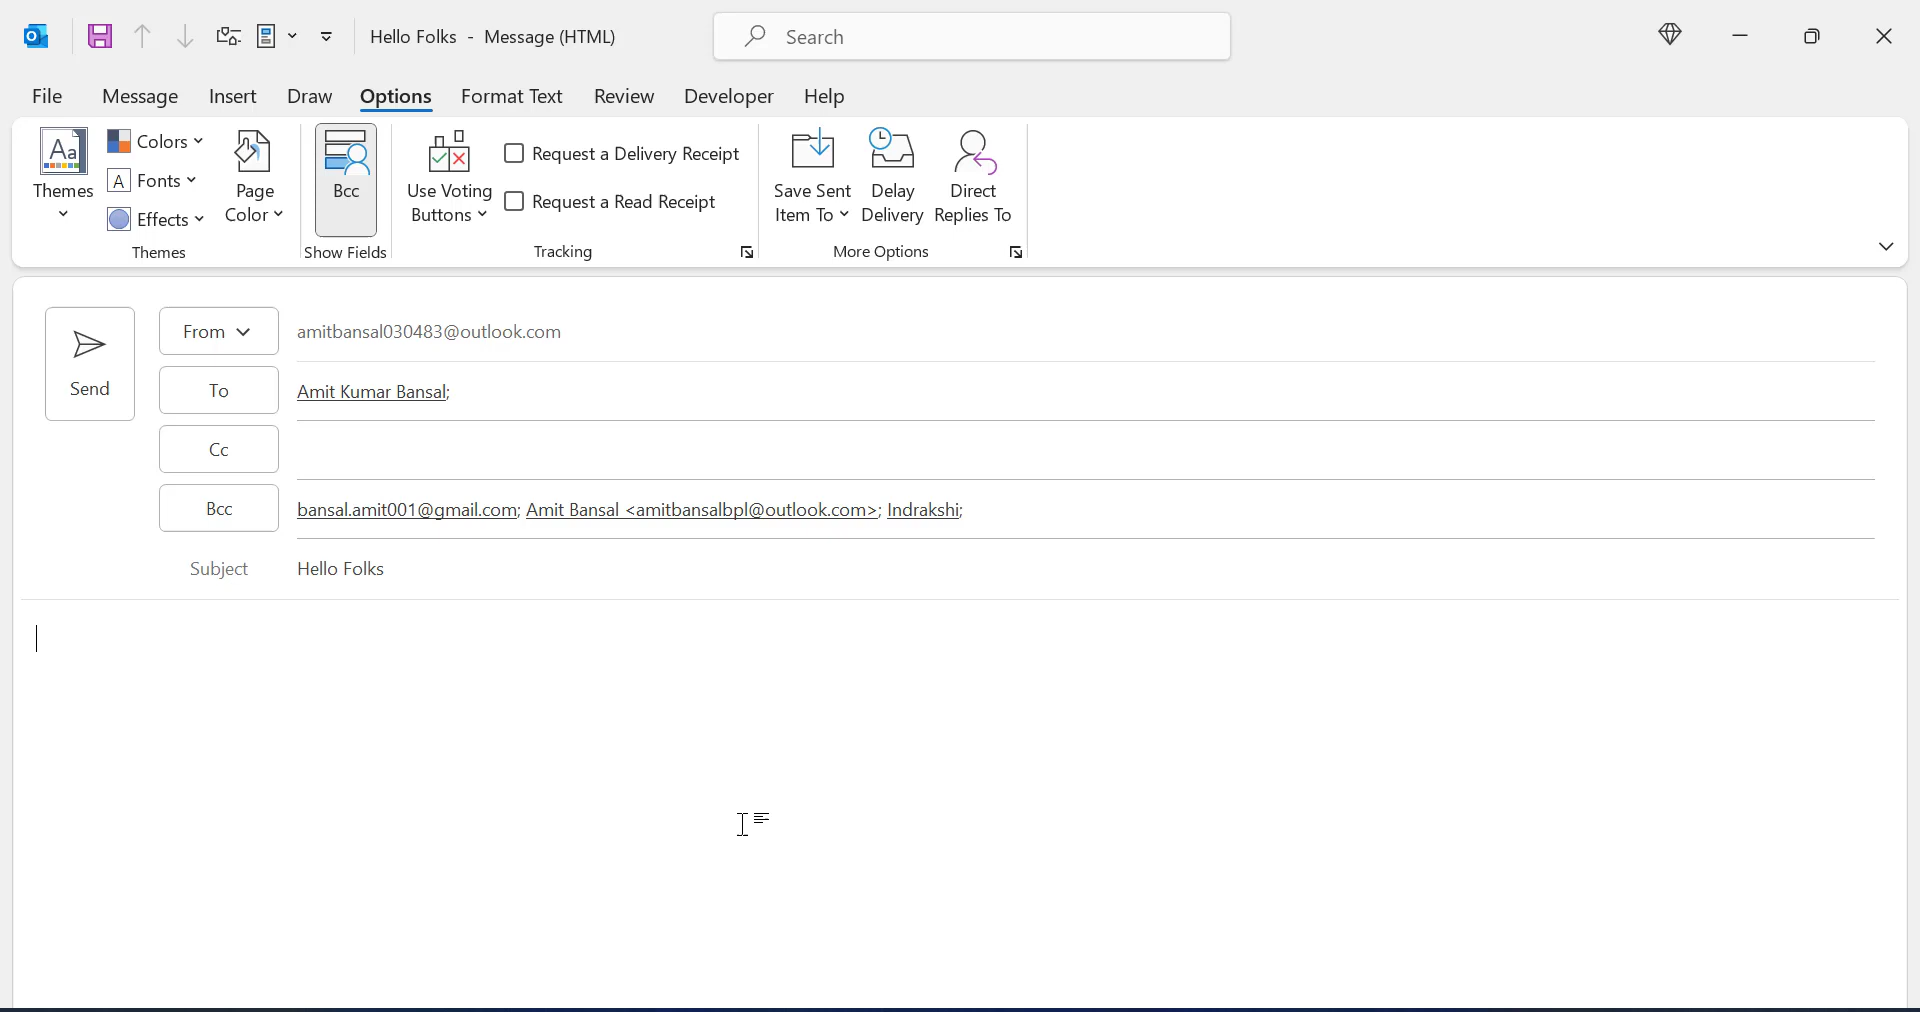 Hello Folks - Message (HTML)
Search
File Message Insert Draw Options Format Text Review Developer Help
Aa
Themes
Colors
A Fonts
Effects
Page
Color
Themes
Bcc
Show Fields
Use Voting
Buttons
Request a Delivery Receipt
Request a Read Receipt
Tracking
Save Sent
Item To
Delay
Delivery
Direct
Replies To
More Options
Send
From amitbansal030483@outlook.com
To Amit Kumar Bansal;
Cc
Bcc bansal.amit001@gmail.com; Amit Bansal <amitbansalbpl@outlook.com>; Indrakshi;
Subject Hello Folks